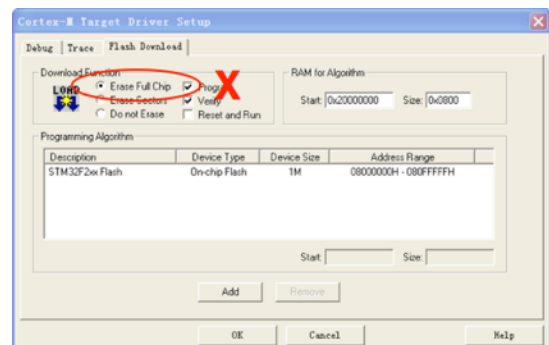 Cortex-M Target Driver Setup
Debug Trace Flash Download
Download Function
LOAD
Erase Full Chip
Erase Sectors
Do not Erase
Verify
Reset and Run
X
RAM for Algorithm
Start: 0x20000000 Size: 0x0800
Programming Algorithm
Description Device Type Device Size Address Range
STM32F2xx Flash On-chip Flash 1M 08000000H - 080FFFFFH
Start: Size:
Add Remove
OK Cancel Help